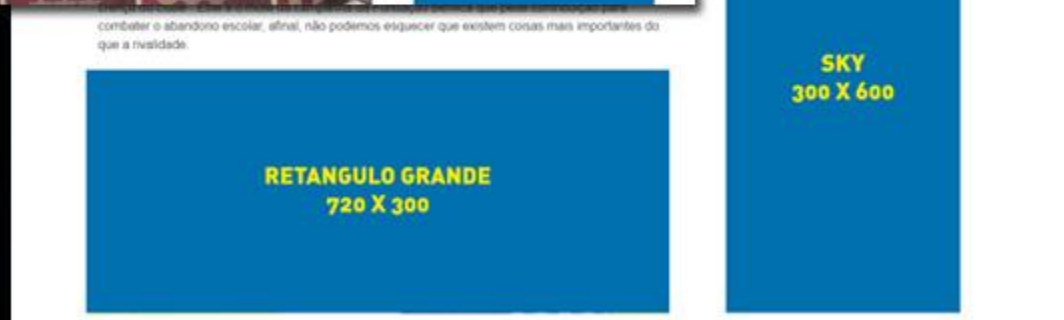 combater o abandono escolar, afinal, não podemos esquecer que existem coisas mais importantes do
que a rivalidade.
RETANGULO GRANDE
720 X 300
SKY
300 X 600